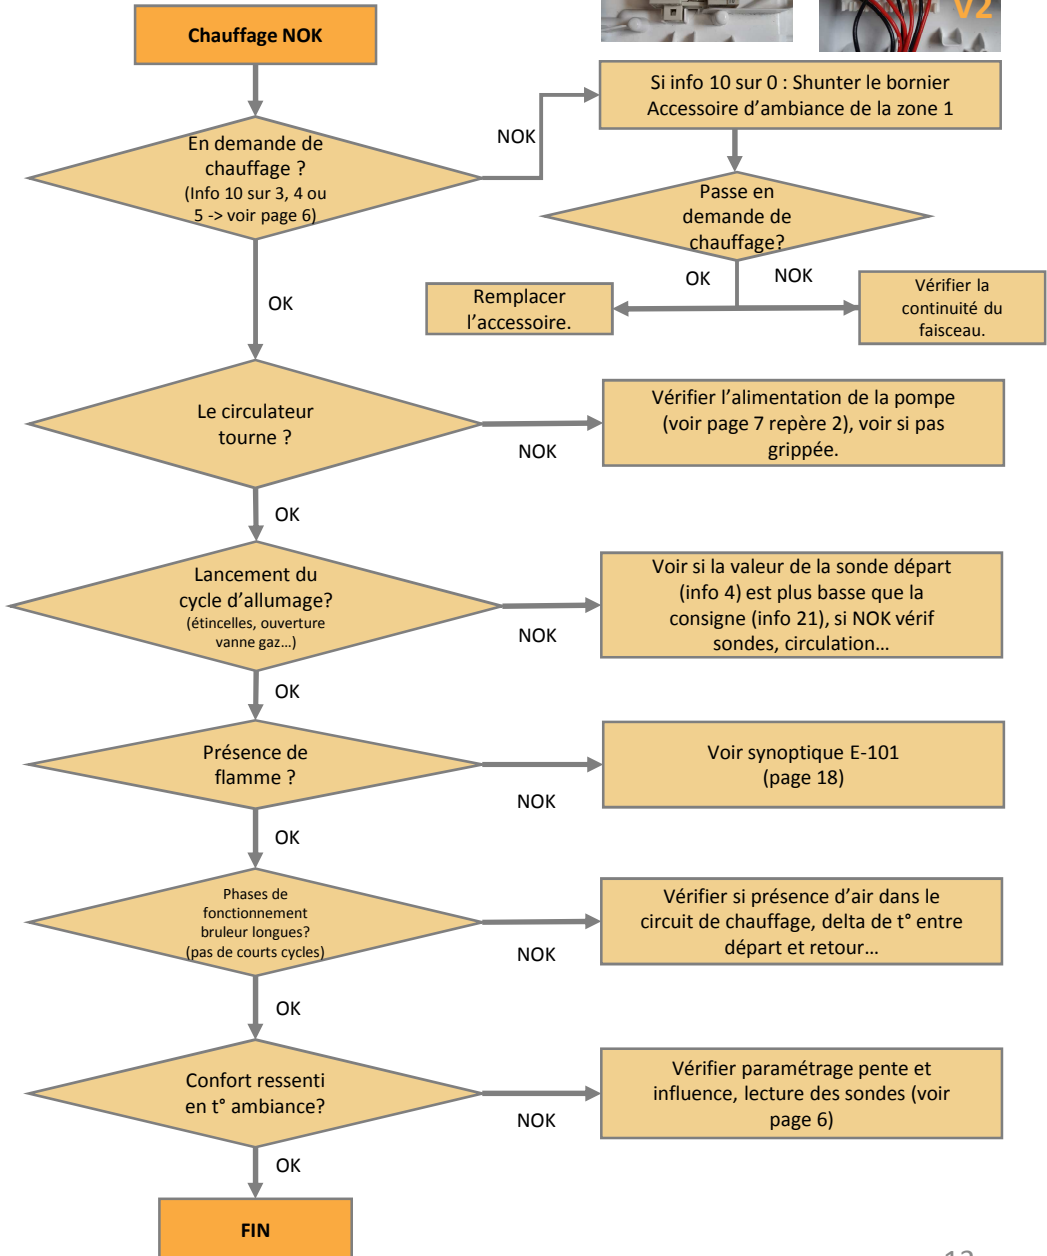 V2
Chauffage NOK
Si info 10 sur 0 : Shunter le bornier
Accessoire d’ambiance de la zone 1
NOK
En demande de
chauffage ?
(Info 10 sur 3, 4 ou
5 -> voir page 6)
Passe en
demande de
chauffage?
OK
NOK
Remplacer
l’accessoire.
Vérifier la
continuité du
faisceau.
OK
Le circulateur
tourne ?
NOK
Vérifier l’alimentation de la pompe
(voir page 7 repère 2), voir si pas
grippée.
OK
Lancement du
cycle d’allumage?
(étincelles, ouverture
vanne gaz…)
NOK
Voir si la valeur de la sonde départ
(info 4) est plus basse que la
consigne (info 21), si NOK vérif
sondes, circulation…
OK
Présence de
flamme ?
NOK
Voir synoptique E-101
(page 18)
OK
Phases de
fonctionnement
bruleur longues?
(pas de courts cycles)
NOK
Vérifier si présence d’air dans le
circuit de chauffage, delta de t° entre
départ et retour…
OK
Confort ressenti
en t° ambiance?
NOK
Vérifier paramétrage pente et
influence, lecture des sondes (voir
page 6)
OK
FIN